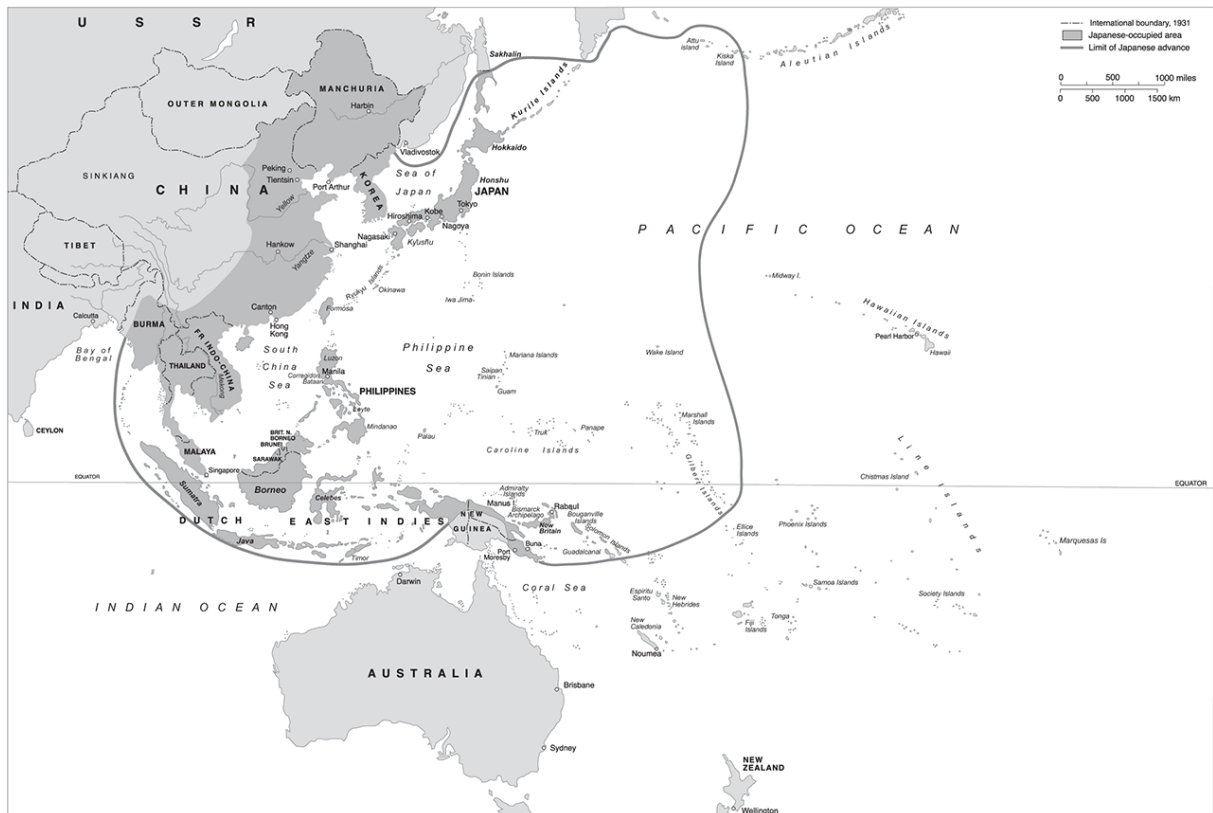 U S S R
International boundary, 1931
Japanese-occupied area
Limit of Japanese advance
0 500 1000 miles
0 500 1000 1500 km
Attu
Island
Kiska
Island
Aleutian Islands
Sakhalin
Kurile Islands
MANCHURIA
Harbin
OUTER MONGOLIA
Vladivostok
Hokkaido
SINKIANG
CHINA
Peking
Tientsin
Port Arthur
KOREA
Sea of
Japan
Honshu
JAPAN
Tokyo
Yellow
Hiroshima
Kobe
Nagoya
Nagasaki
Kyushu
PACIFIC OCEAN
TIBET
Hankow
Yangtze
Shanghai
Ryukyu Islands
Okinawa
Bonin Islands
Iwa Jima
Midway I.
INDIA
Calcutta
BURMA
Canton
Hong
Kong
Formosa
Hawaiian Islands
Pearl Harbor
Hawaii
Bay of
Bengal
FR INDO-CHINA
THAILAND
Mekong
South
China
Sea
Luzon
Manila
Corregidor
Bataan
Philippine
Sea
Mariana Islands
Saipan
Tinian
Guam
Wake Island
PHILIPPINES
Leyte
Mindanao
CEYLON
BRIT. N.
BORNEO
BRUNEI
SARAWAK
MALAYA
Singapore
Palau
Truk
Panape
Caroline Islands
Marshall
Islands
Gilbert Islands
Line Islands
Chistmas Island
EQUATOR
EQUATOR
Sumatra
Borneo
Celebes
DUTCH EAST INDIES
Java
Timor
Admiralty
Islands
Manus I.
Bismarck
Archipelago
Rabaul
New
Britain
Bouganville
Islands
Solomon Islands
NEW
GUINEA
Buna
Port
Moresby
Guadalcanal
Ellice
Islands
Phoenix Islands
Marquesas Is
Darwin
Coral Sea
INDIAN OCEAN
Espiritu
Santo
New
Hebrides
Samoa Islands
Society Islands
New
Caledonia
Noumea
Fiji
Islands
Tonga
AUSTRALIA
Brisbane
Sydney
NEW
ZEALAND
Wellington